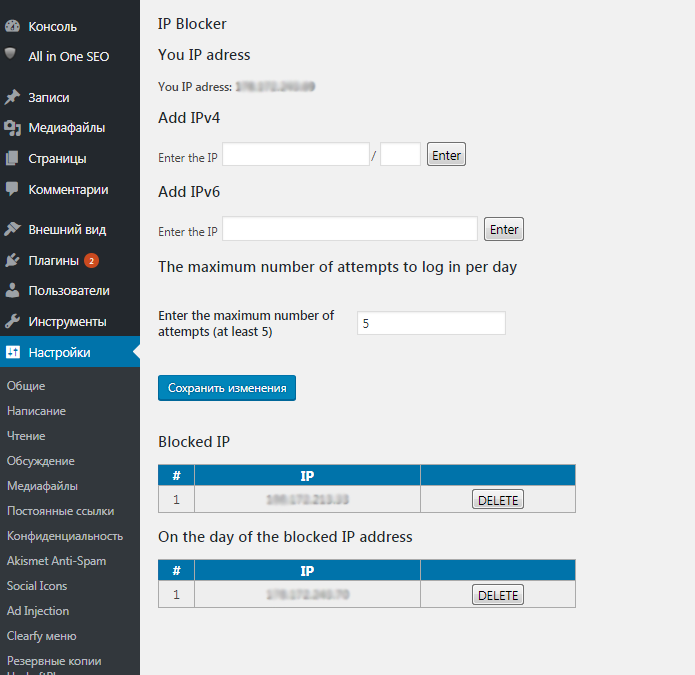 Консоль
All in One SEO
Записи
Медиафайлы
Страницы
Комментарии
Внешний вид
Плагины 2
Пользователи
Инструменты
Настройки
Общие
Написание
Чтение
Обсуждение
Медиафайлы
Постоянные ссылки
Конфиденциальность
Akismet Anti-Spam
Social Icons
Ad Injection
Clearfy меню
Резервные копии
IP Blocker
You IP adress
You IP adress:
Add IPv4
Enter the IP / Enter
Add IPv6
Enter the IP Enter
The maximum number of attempts to log in per day
Enter the maximum number of
attempts (at least 5)
5
Сохранить изменения
Blocked IP
# IP
1 DELETE
On the day of the blocked IP address
# IP
1 DELETE